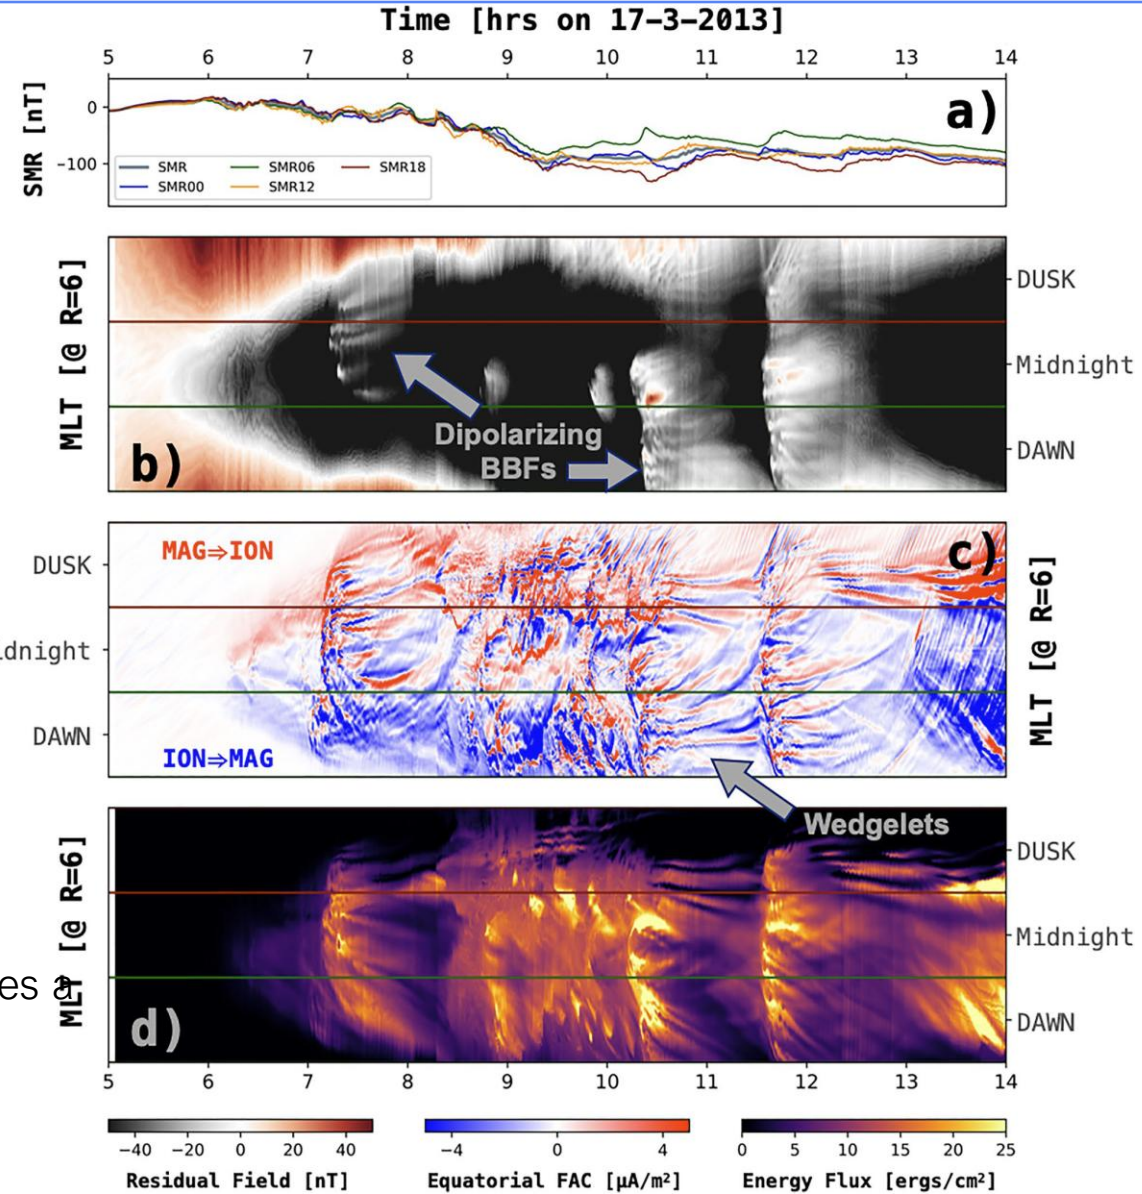 Time [hrs on 17-3-2013]
5 6 7 8 9 10 11 12 13 14
SMR [nT]
0
-100
a)
SMR SMR06 SMR18
SMR00 SMR12
MLT [@ R=6]
DUSK
Midnight
DAWN
b)
Dipolarizing
BBFs
MAG⇒ION
c)
DUSK
dnight
DAWN
ION⇒MAG
MLT [@ R=6]
Wedgelets
MLT [@ R=6]
DUSK
Midnight
DAWN
es a
d)
5 6 7 8 9 10 11 12 13 14
−40 −20 0 20 40
Residual Field [nT]
−4 0 4
Equatorial FAC [μA/m²]
0 5 10 15 20 25
Energy Flux [ergs/cm²]